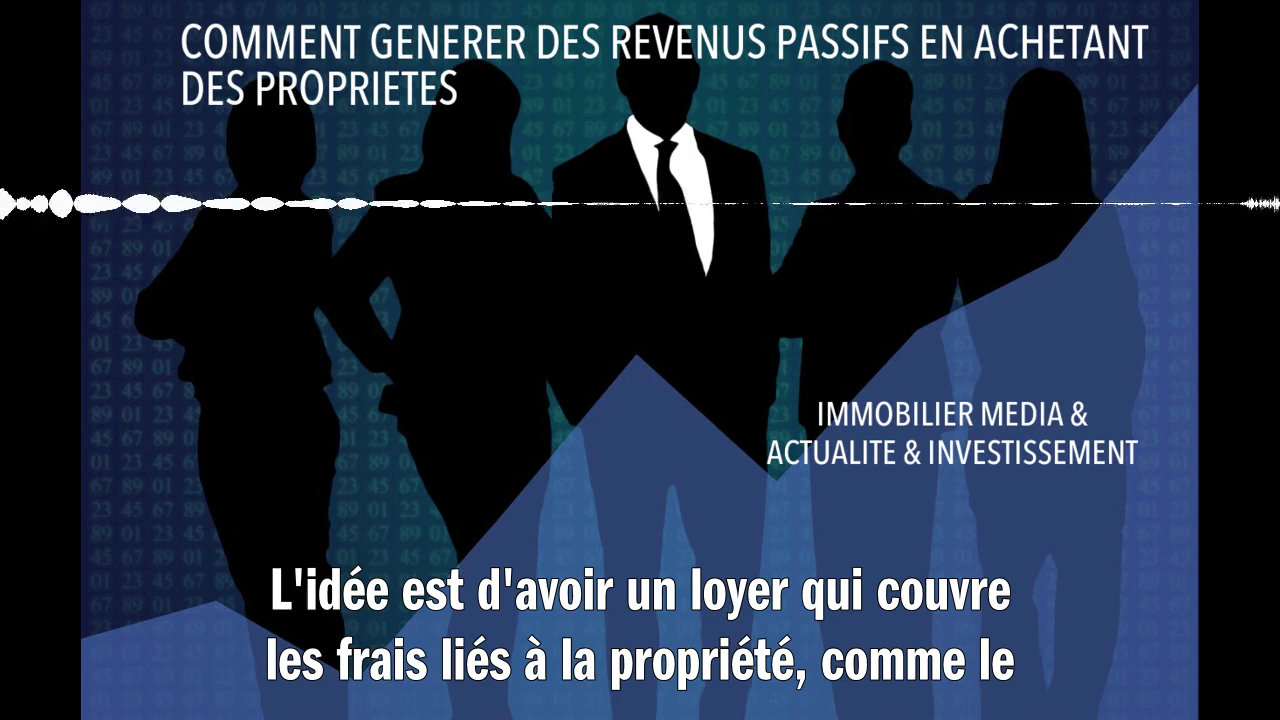 COMMENT GENERER DES REVENUS PASSIFS EN ACHETANT
DES PROPRIETES
IMMOBILIER MEDIA &
ACTUALITE & INVESTISSEMENT
L'idée est d'avoir un loyer qui couvre
les frais liés à la propriété, comme le